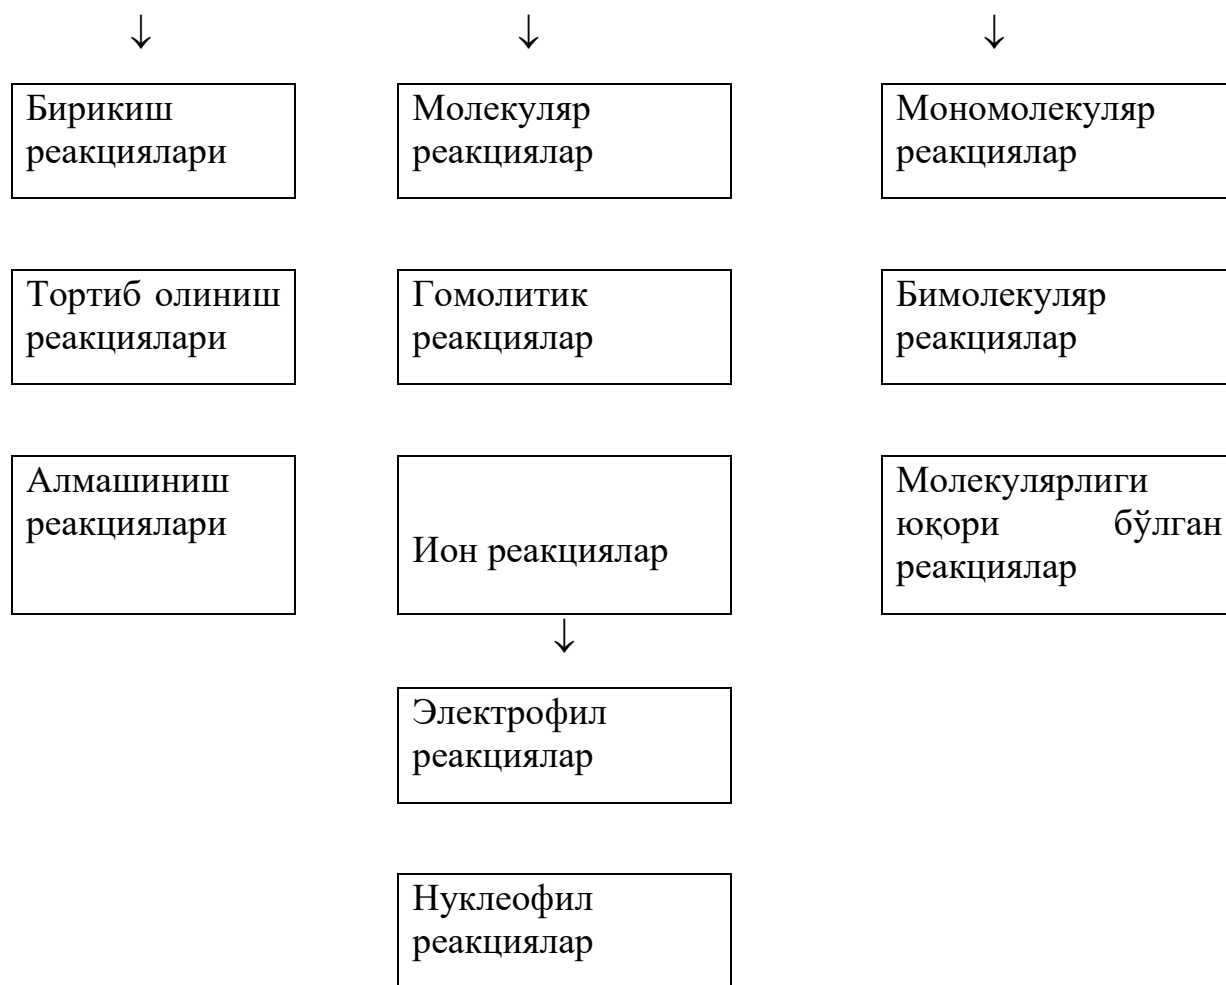 ↓ ↓ ↓
Бирикиш
реакциялари
Молекуляр
реакциялар
Мономолекуляр
реакциялар
Тортиб олиниш
реакциялари
Гомолитик
реакциялар
Бимолекуляр
реакциялар
Алмашиниш
реакциялари
Ион реакциялар
Молекулярлиги
юқори бўлган
реакциялар
↓
Электрофил
реакциялар
Нуклеофил
реакциялар